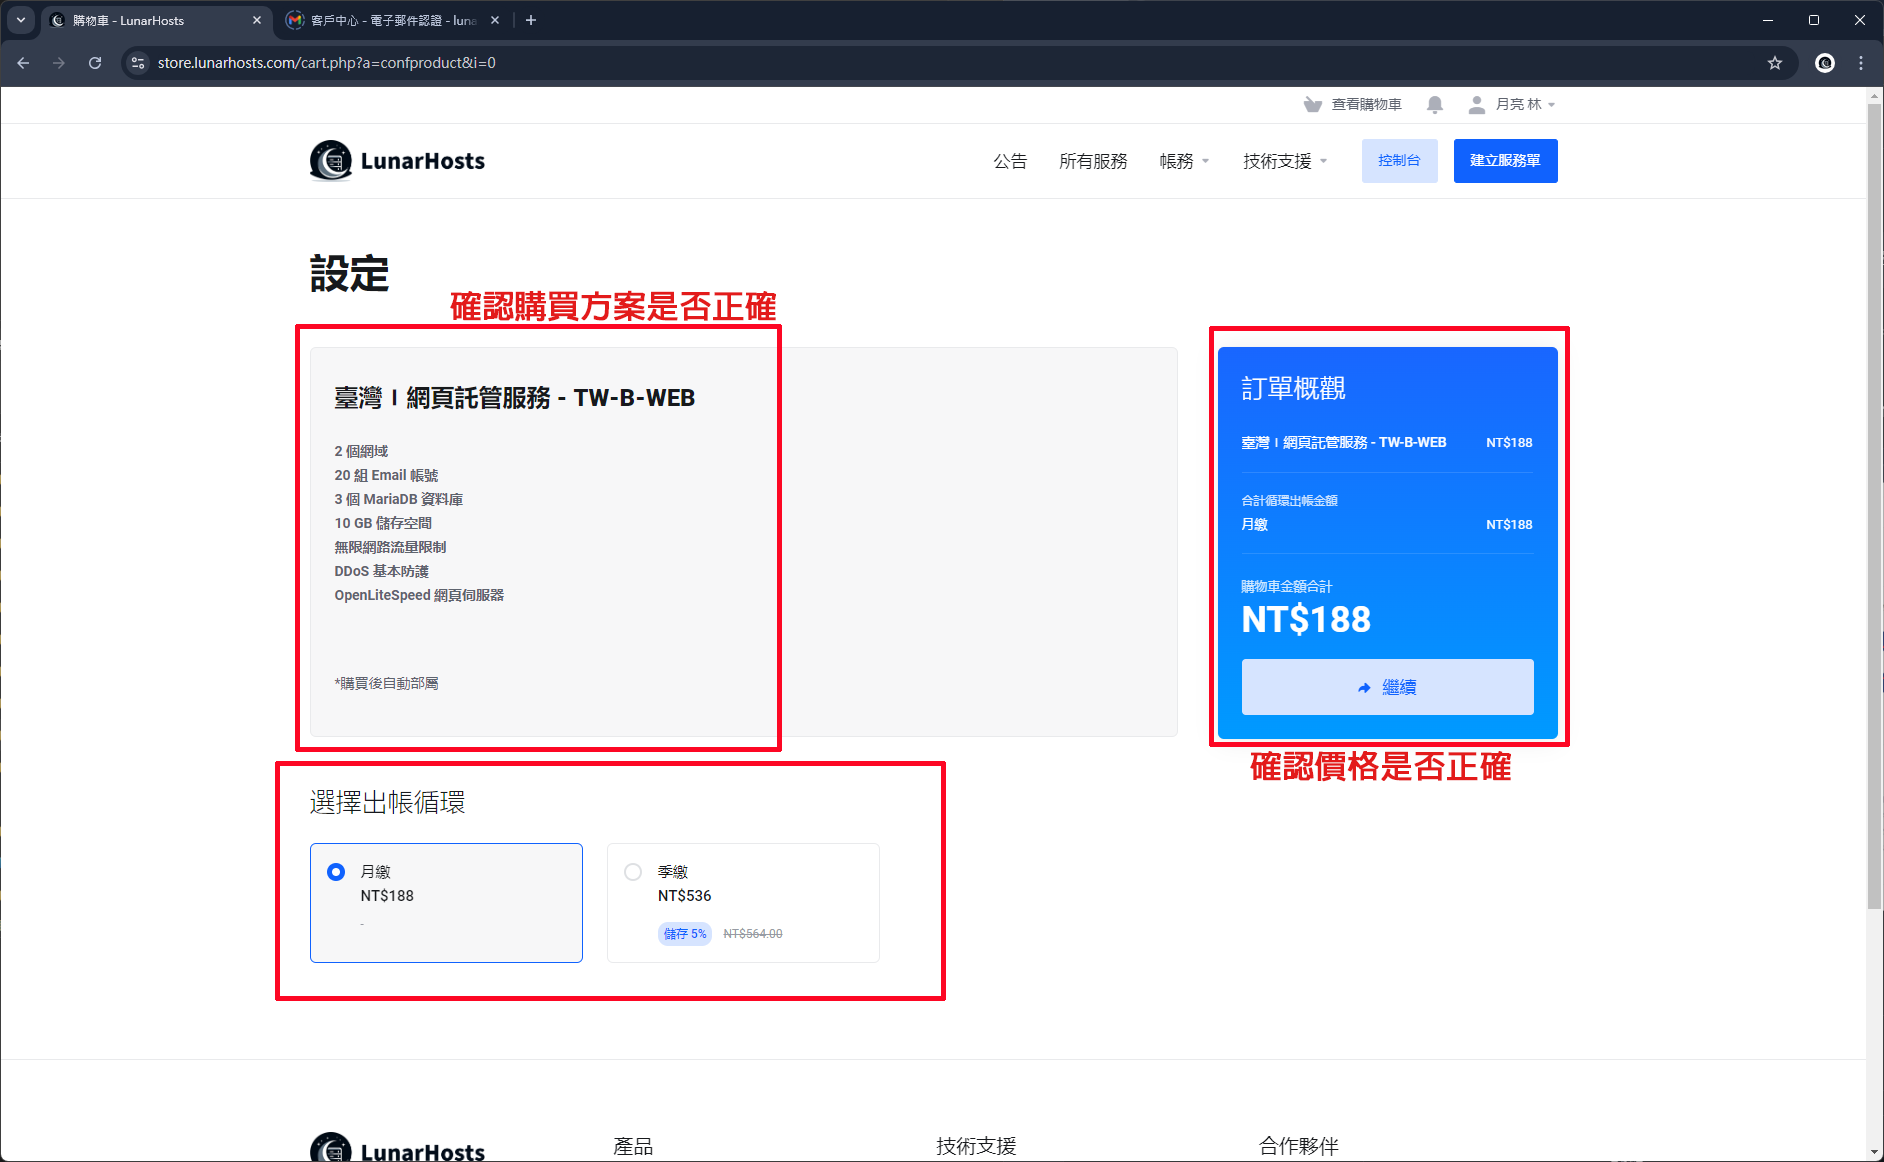 購物車 - LunarHosts
客戶中心 - 電子郵件認證 - luna
store.lunarhosts.com/cart.php?a=confproduct&i=0
查看購物車
月亮 林
LunarHosts
公告
所有服務
帳務
技術支援
控制台
建立服務單
設定
確認購買方案是否正確
臺灣 I 網頁託管服務 - TW-B-WEB
2 個網域
20 組 Email 帳號
3 個 MariaDB 資料庫
10 GB 儲存空間
無限網路流量限制
DDoS 基本防護
OpenLiteSpeed 網頁伺服器
*購買後自動部屬
訂單概觀
臺灣 I 網頁託管服務 - TW-B-WEB NT$188
合計循環出帳金額
月繳 NT$188
購物車金額合計
NT$188
繼續
確認價格是否正確
選擇出帳循環
月繳
NT$188
-
季繳
NT$536
儲存 5% NT$564.00
LunarHosts
產品
技術支援
合作夥伴